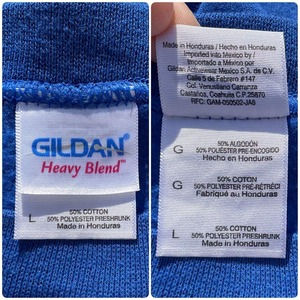 GILDAN
Heavy Blend™
L
50% COTTON
50% POLYESTER PRESHRUNK
Made in Honduras
Made in Honduras / Hecho en Honduras
Imported into Mexico by/
Importado a México por:
Gildan Activewear Mexico S.A. de C.V.
Calle 5 de Febrero #147
Col. Venustiano Carranza
Castaños, Coahuila C.P. 25870
RFC: GAM-050502-JA8
G
50% ALGODÓN
50% POLIÉSTER PRE-ENCOGIDO
Hecho en Honduras
G
50% COTON
50% POLYESTER PRÉ-RÉTRÉCI
Fabriqué au Honduras
L
50% COTTON
50% POLYESTER PRESHRUNK
Made in Honduras